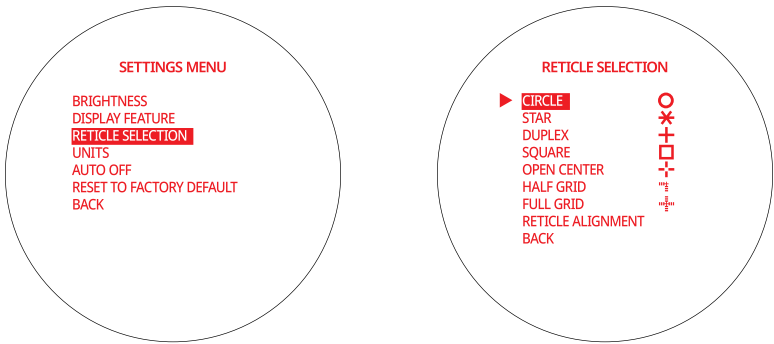 SETTINGS MENU
BRIGHTNESS
DISPLAY FEATURE
RETICLE SELECTION
UNITS
AUTO OFF
RESET TO FACTORY DEFAULT
BACK
RETICLE SELECTION
CIRCLE
STAR
DUPLEX
SQUARE
OPEN CENTER
HALF GRID
FULL GRID
RETICLE ALIGNMENT
BACK